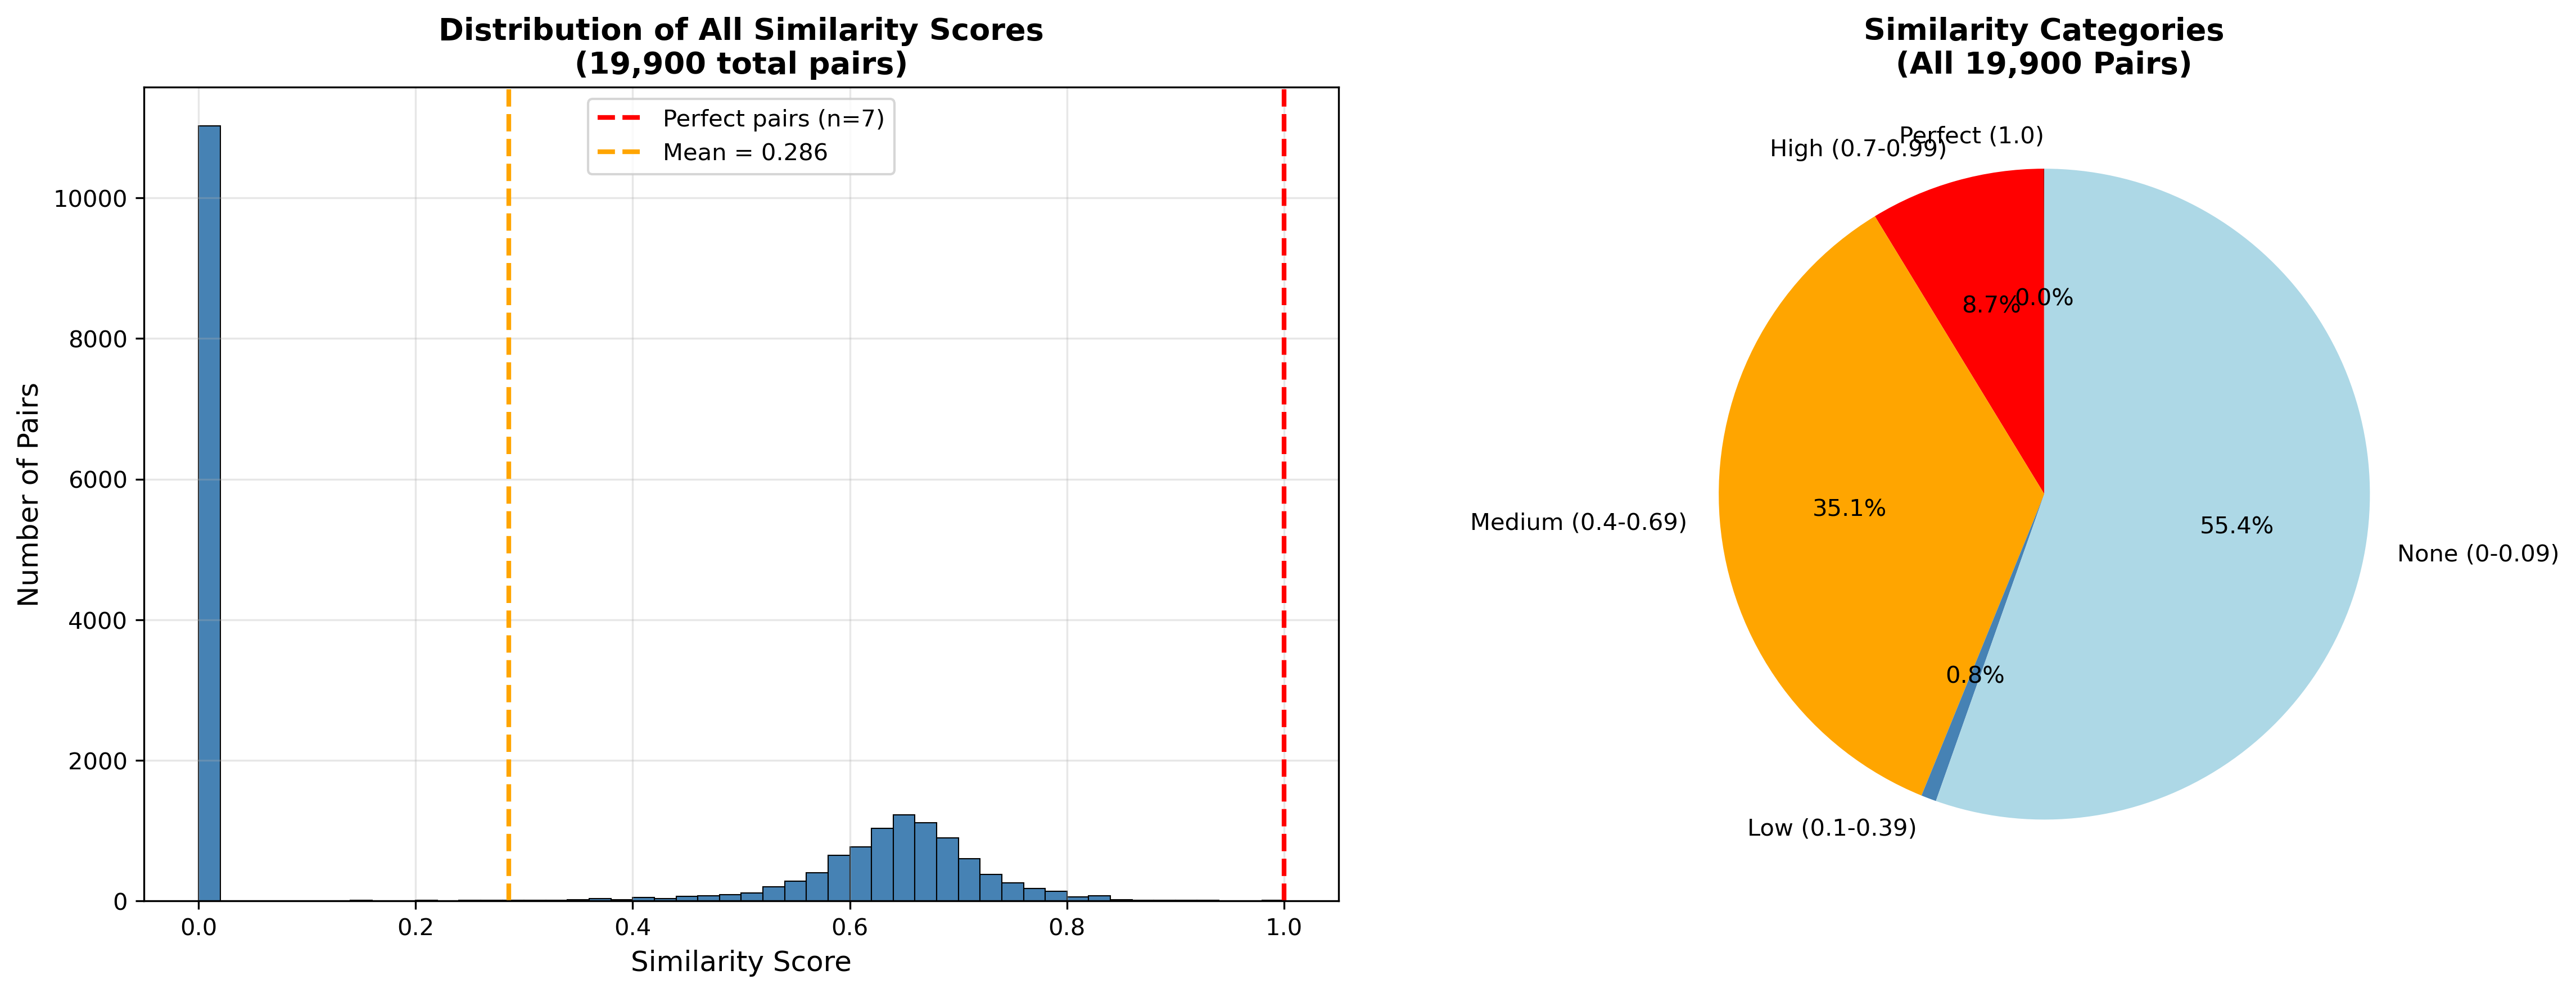 Distribution of All Similarity Scores
(19,900 total pairs)
Perfect pairs (n=7)
Mean = 0.286
Number of Pairs
10000
8000
6000
4000
2000
0
0.0
0.2
0.4
0.6
0.8
1.0
Similarity Score
Similarity Categories
(All 19,900 Pairs)
Perfect (1.0)
High (0.7-0.99)
8.7%
0.0%
Medium (0.4-0.69)
35.1%
55.4%
None (0-0.09)
0.8%
Low (0.1-0.39)